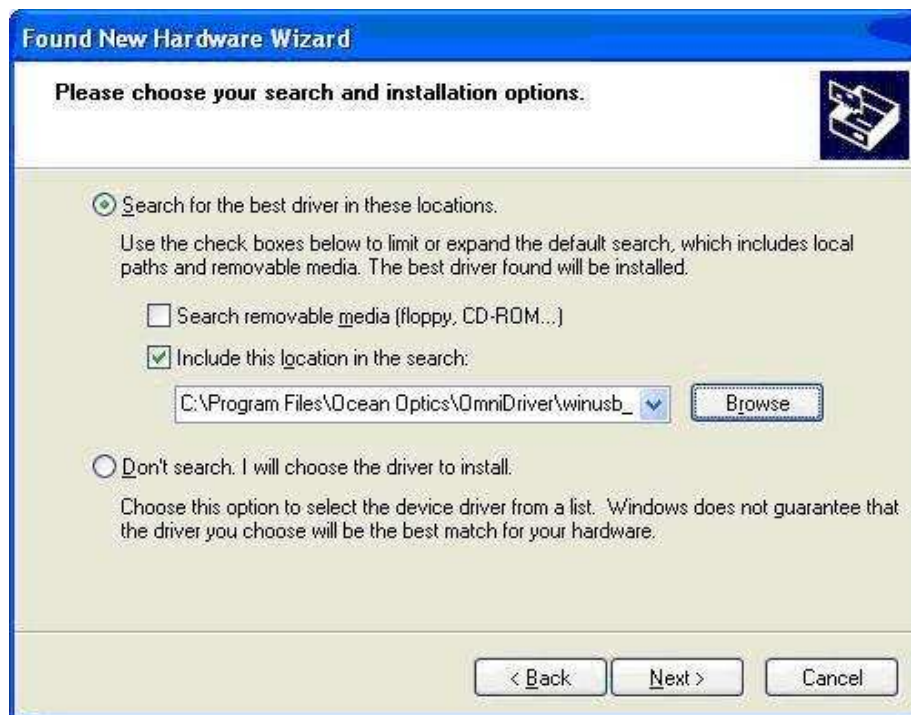 Found New Hardware Wizard
Please choose your search and installation options.
Search for the best driver in these locations.
Use the check boxes below to limit or expand the default search, which includes local
paths and removable media. The best driver found will be installed.
Search removable media (floppy, CD-ROM...)
Include this location in the search:
C:\Program Files\Ocean Optics\OmniDriver\winusb_
Browse
Don't search. I will choose the driver to install.
Choose this option to select the device driver from a list. Windows does not guarantee that
the driver you choose will be the best match for your hardware.
< Back
Next >
Cancel